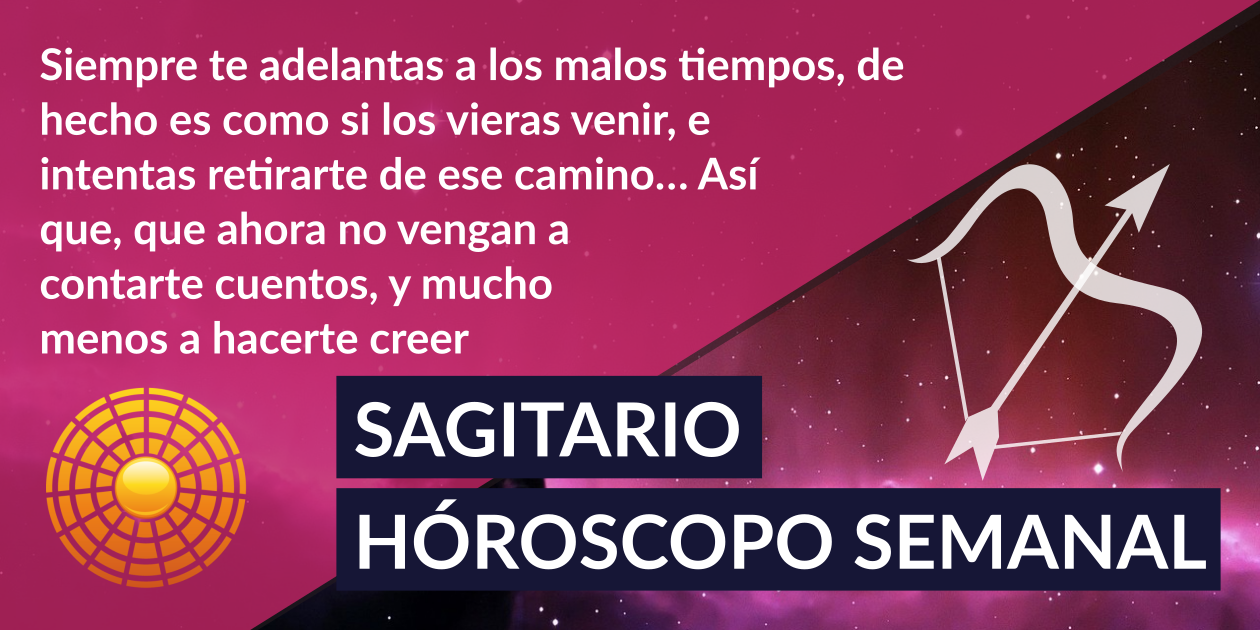 Siempre te adelantas a los malos tiempos, de
hecho es como si los vieras venir, e
intentas retirarte de ese camino... Así
que, que ahora no vengan a
contarte cuentos, y mucho
menos a hacerte creer
SAGITARIO
HÓROSCOPO SEMANAL